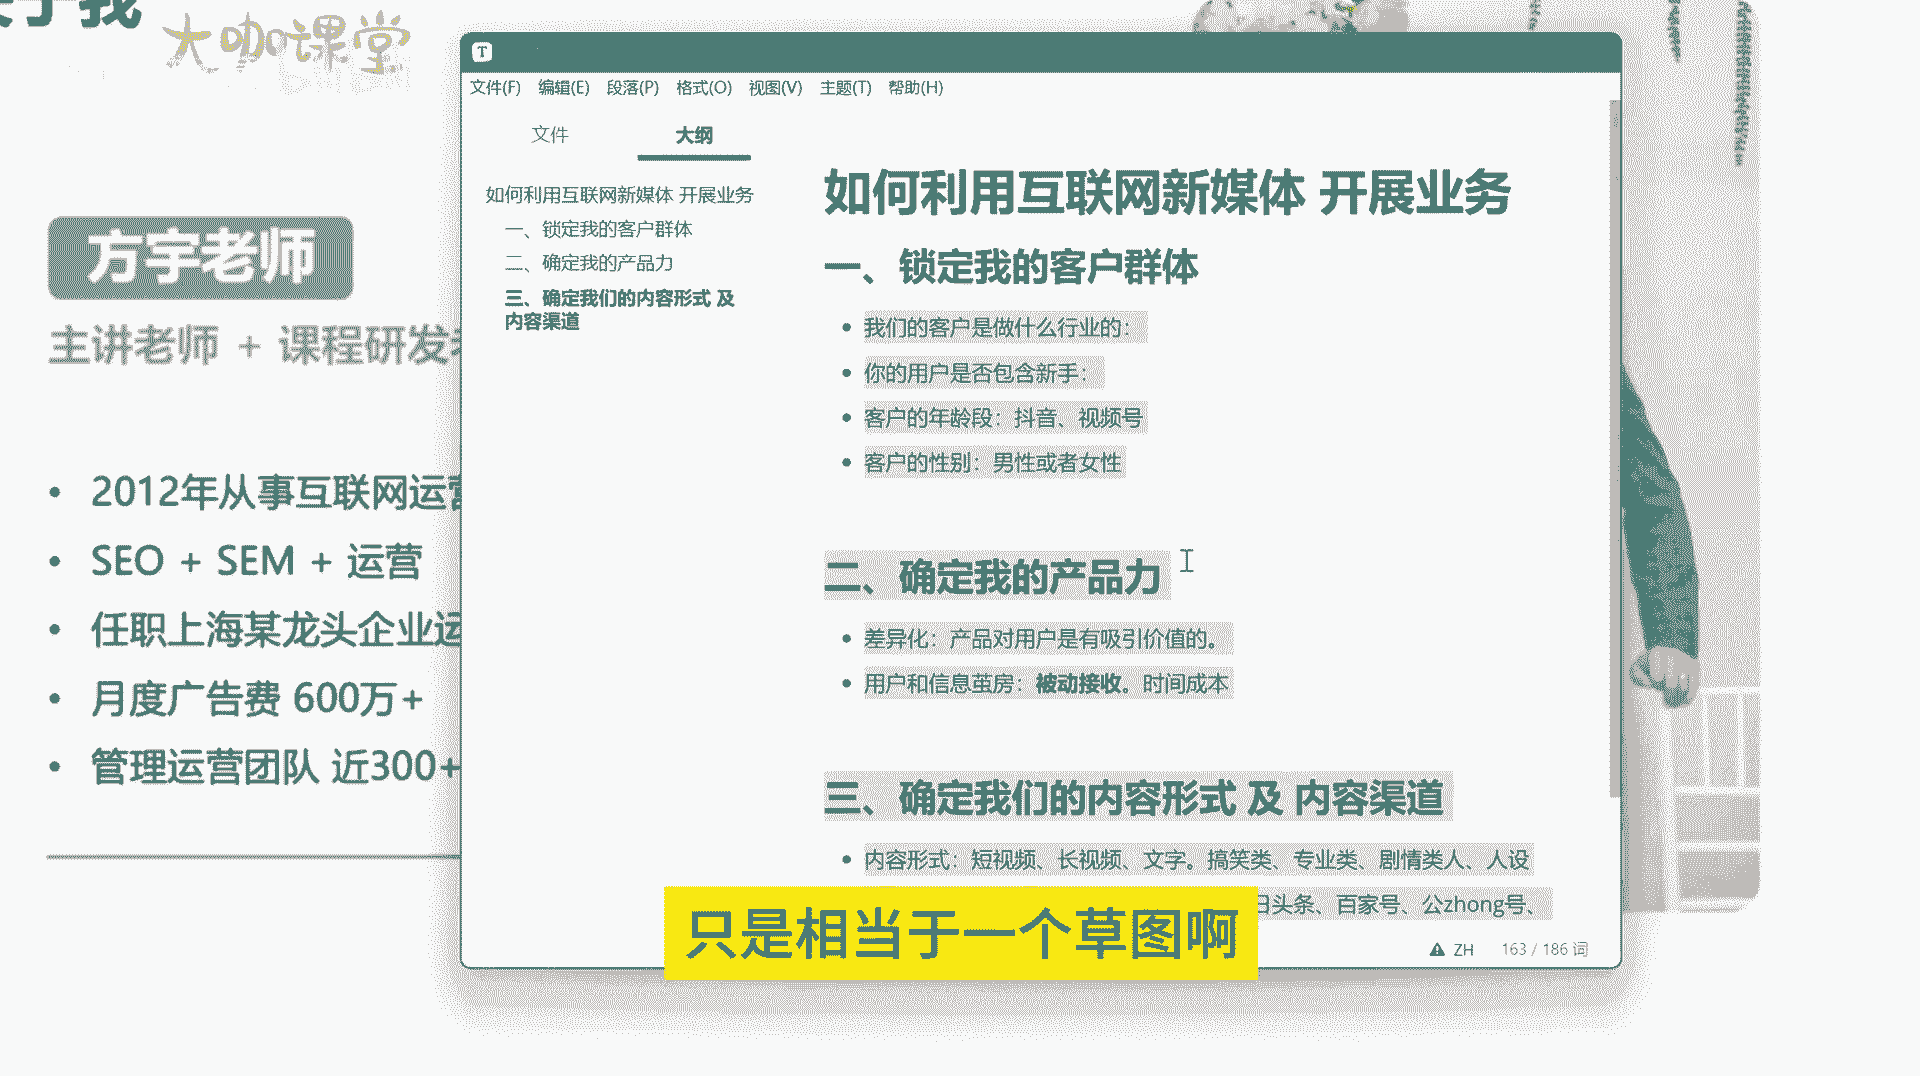 于我
大咖课堂
方宇老师
主讲老师 + 课程研发
• 2012年从事互联网运营
• SEO + SEM + 运营
• 任职上海某龙头企业运
• 月度广告费 600万+
• 管理运营团队 近300+
T
文件(F) 编辑(E) 段落(P) 格式(O) 视图(V) 主题(T) 帮助(H)
文件 大纲
如何利用互联网新媒体 开展业务
一、锁定我的客户群体
二、确定我的产品力
三、确定我们的内容形式 及
内容渠道
如何利用互联网新媒体 开展业务
一、锁定我的客户群体
• 我们的客户是做什么行业的：
• 你的用户是否包含新手：
• 客户的年龄段：抖音、视频号
• 客户的性别：男性或者女性
二、确定我的产品力
• 差异化：产品对用户是有吸引价值的。
• 用户和信息茧房：被动接收。时间成本
三、确定我们的内容形式 及 内容渠道
• 内容形式：短视频、长视频、文字。搞笑类、专业类、剧情类人、人设
日头条、百家号、公zhong号、
只是相当于一个草图啊
ZH 163 / 186 词